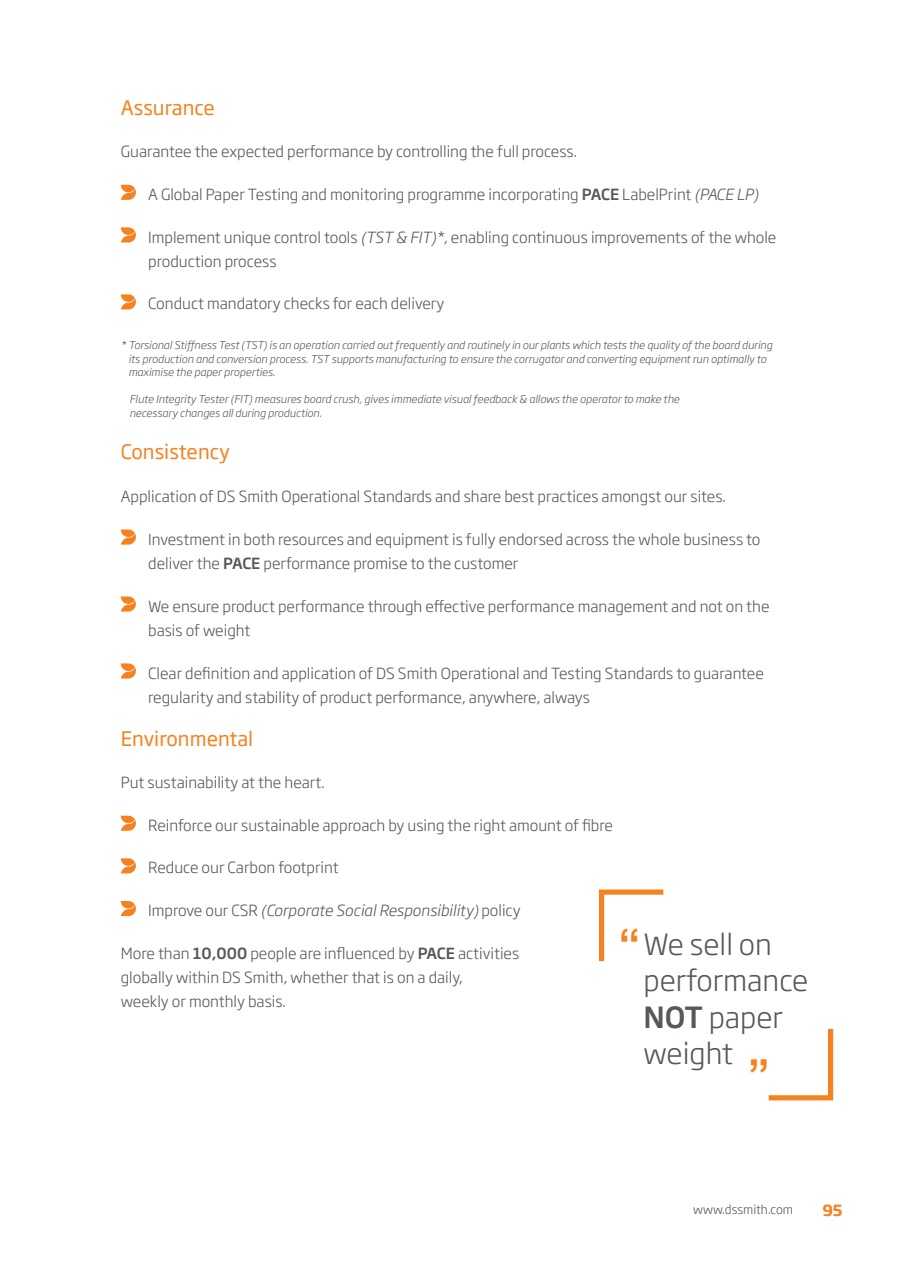 Assurance
Guarantee the expected performance by controlling the full process.
A Global Paper Testing and monitoring programme incorporating PACE LabelPrint (PACE LP)
Implement unique control tools (TST & FIT)*, enabling continuous improvements of the whole
production process
Conduct mandatory checks for each delivery
* Torsional Stiffness Test (TST) is an operation carried out frequently and routinely in our plants which tests the quality of the board during
its production and conversion process. TST supports manufacturing to ensure the corrugator and converting equipment run optimally to
maximise the paper properties.
Flute Integrity Tester (FIT) measures board crush, gives immediate visual feedback & allows the operator to make the
necessary changes all during production.
Consistency
Application of DS Smith Operational Standards and share best practices amongst our sites.
Investment in both resources and equipment is fully endorsed across the whole business to
deliver the PACE performance promise to the customer
We ensure product performance through effective performance management and not on the
basis of weight
Clear definition and application of DS Smith Operational and Testing Standards to guarantee
regularity and stability of product performance, anywhere, always
Environmental
Put sustainability at the heart.
Reinforce our sustainable approach by using the right amount of fibre
Reduce our Carbon footprint
Improve our CSR (Corporate Social Responsibility) policy
More than 10,000 people are influenced by PACE activities
globally within DS Smith, whether that is on a daily,
weekly or monthly basis.
“We sell on
performance
NOT paper
weight ”
www.dssmith.com 95